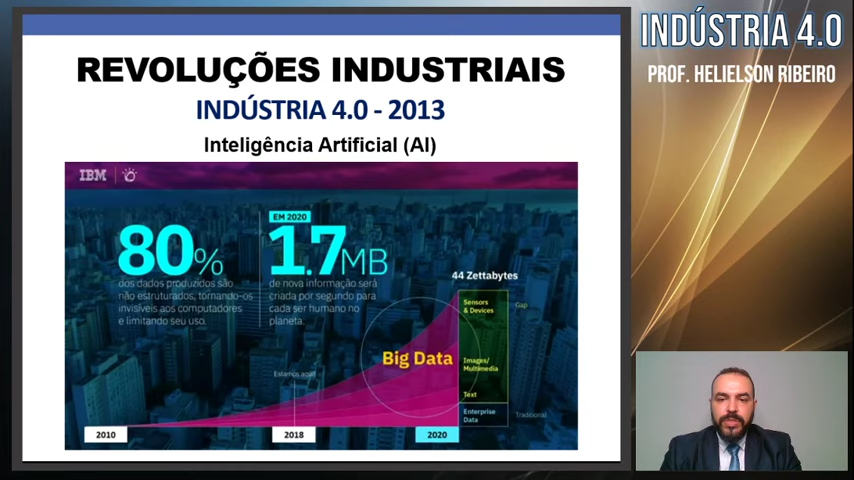 INDÚSTRIA 4.0
PROF. HELIELSON RIBEIRO
REVOLUÇÕES INDUSTRIAIS
INDÚSTRIA 4.0 - 2013
Inteligência Artificial (AI)
IBM
80%
dos dados produzidos são
não estruturados, tornando-os
invisíveis aos computadores
e limitando seu uso.
EM 2020
1.7MB
de nova informação será
criada por segundo para
cada ser humano no
planeta.
44 Zettabytes
Sensors
& Devices
Gap
Big Data
Images/
Multimedia
Estamos aqui!
Text
Enterprise
Data
Traditional
2010
2018
2020